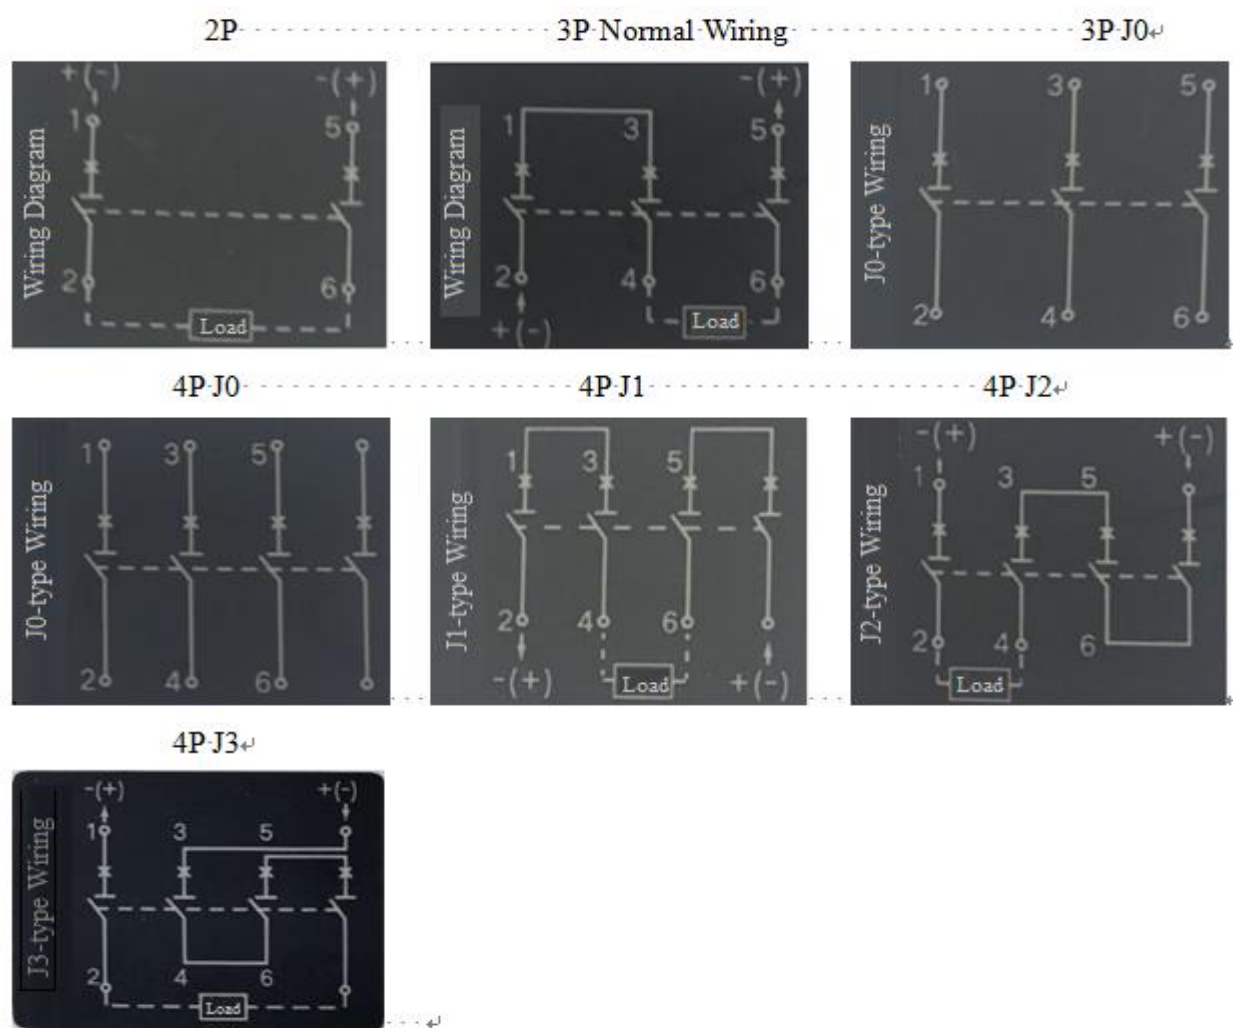 2P 3P Normal Wiring 3P J0
Wiring Diagram
+(-) -(+)
1 5
2 6
Load
Wiring Diagram
-(+)
1 3 5
2 4 6
+(-)
Load
J0-type Wiring
1 3 5
2 4 6
4P J0 4P J1 4P J2
J0-type Wiring
1 3 5
2 4 6
J1-type Wiring
1 3 5
2 4 6
-(+) Load +(-)
J2-type Wiring
-(+) +(-)
1 3 5
2 4 6
Load
4P J3
J3-type Wiring
-(+) +(-)
1 3 5
2 4 6
Load